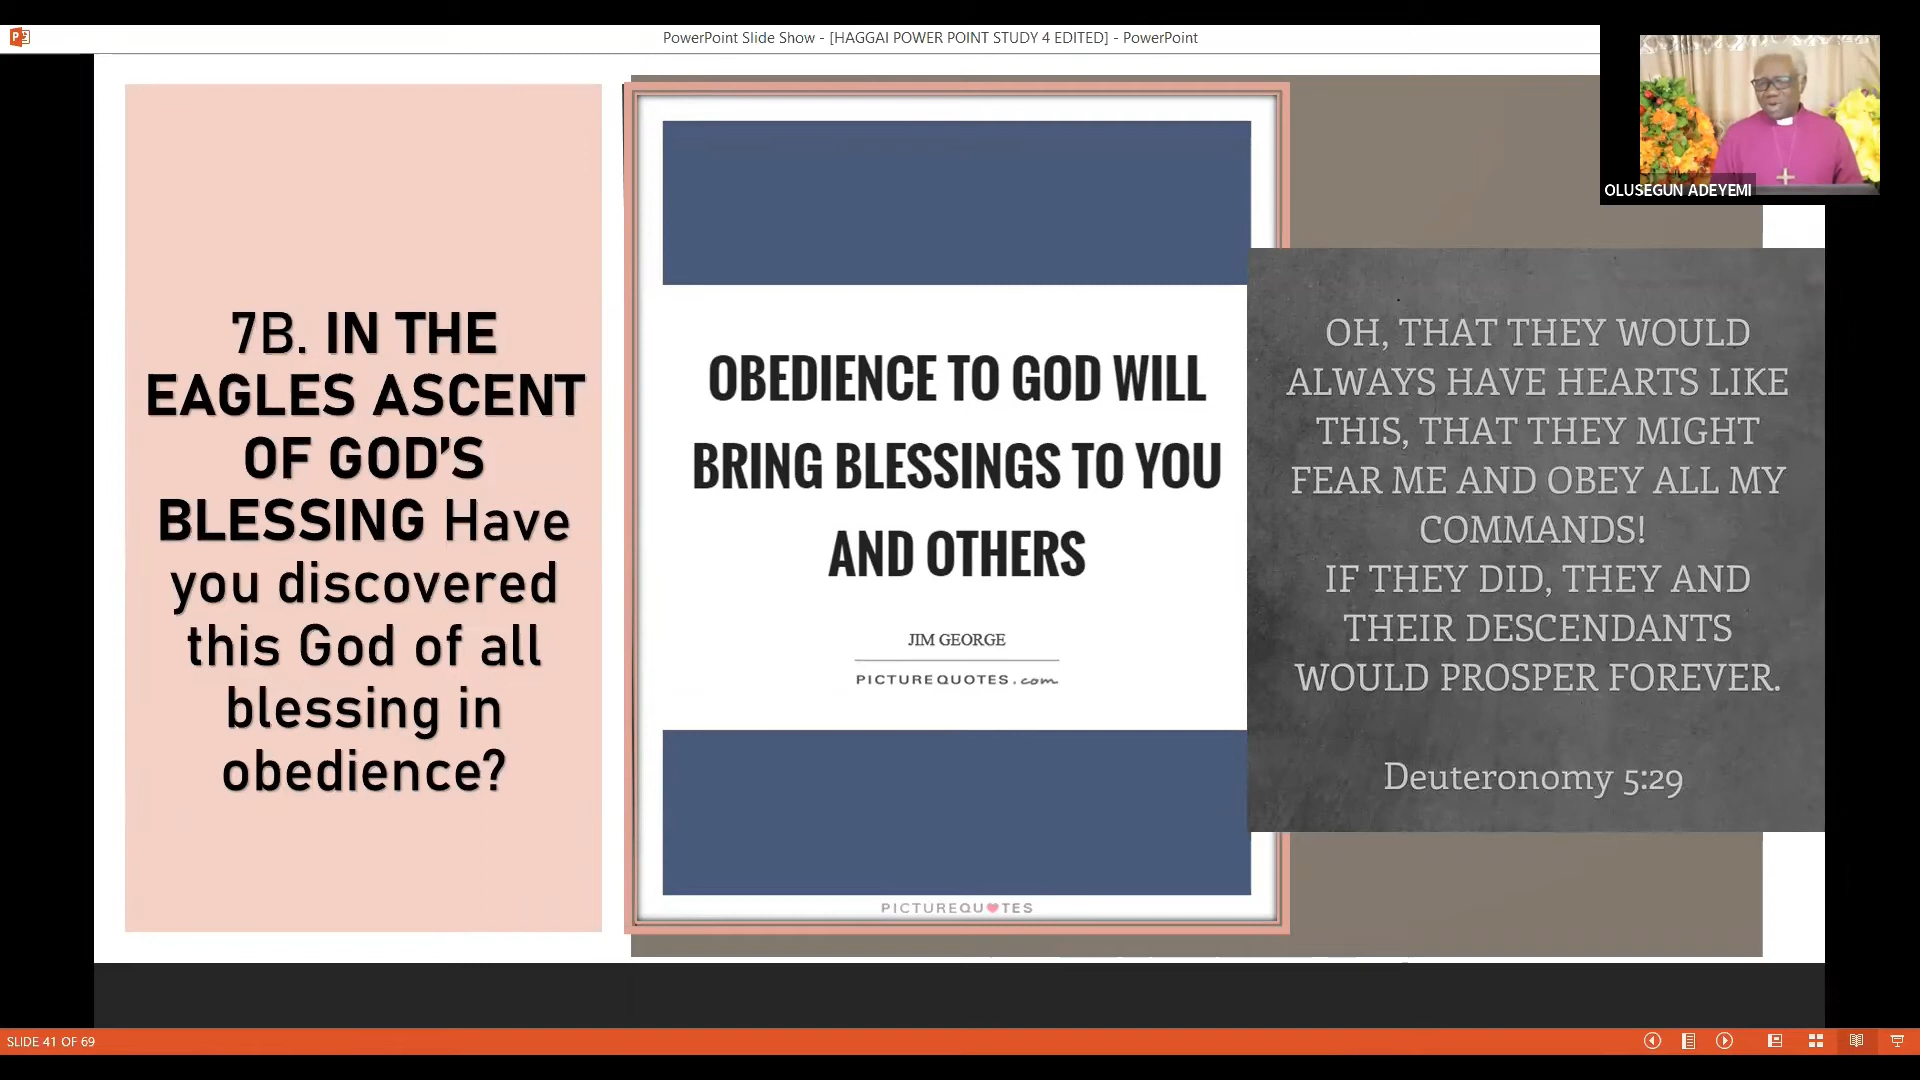 PowerPoint Slide Show - [HAGGAI POWER POINT STUDY 4 EDITED] - PowerPoint
OLUSEGUN ADEYEMI
7B. IN THE
EAGLES ASCENT
OF GOD'S
BLESSING Have
you discovered
this God of all
blessing in
obedience?
OBEDIENCE TO GOD WILL
BRING BLESSINGS TO YOU
AND OTHERS
JIM GEORGE
PICTUREQUOTES.com
PICTUREQU♥TES
OH, THAT THEY WOULD
ALWAYS HAVE HEARTS LIKE
THIS, THAT THEY MIGHT
FEAR ME AND OBEY ALL MY
COMMANDS!
IF THEY DID, THEY AND
THEIR DESCENDANTS
WOULD PROSPER FOREVER.
Deuteronomy 5:29
SLIDE 41 OF 69